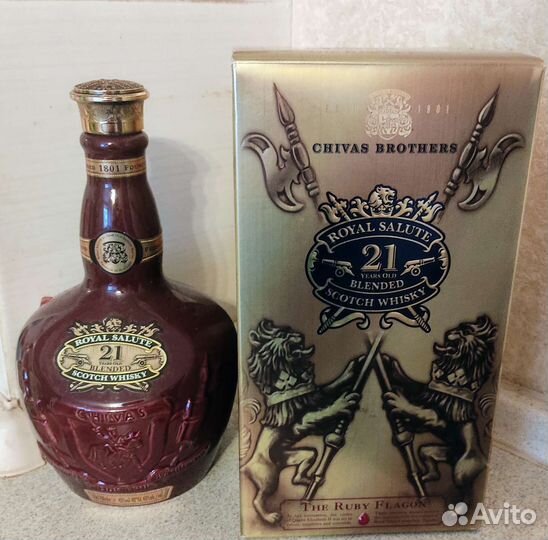 1801
ROYAL SALUTE
21
YEARS OLD
BLENDED
SCOTCH WHISKY
CHIVAS
1801
CHIVAS BROTHERS
ROYAL SALUTE
21
YEARS OLD
BLENDED
SCOTCH WHISKY
THE RUBY FLAGON
Avito